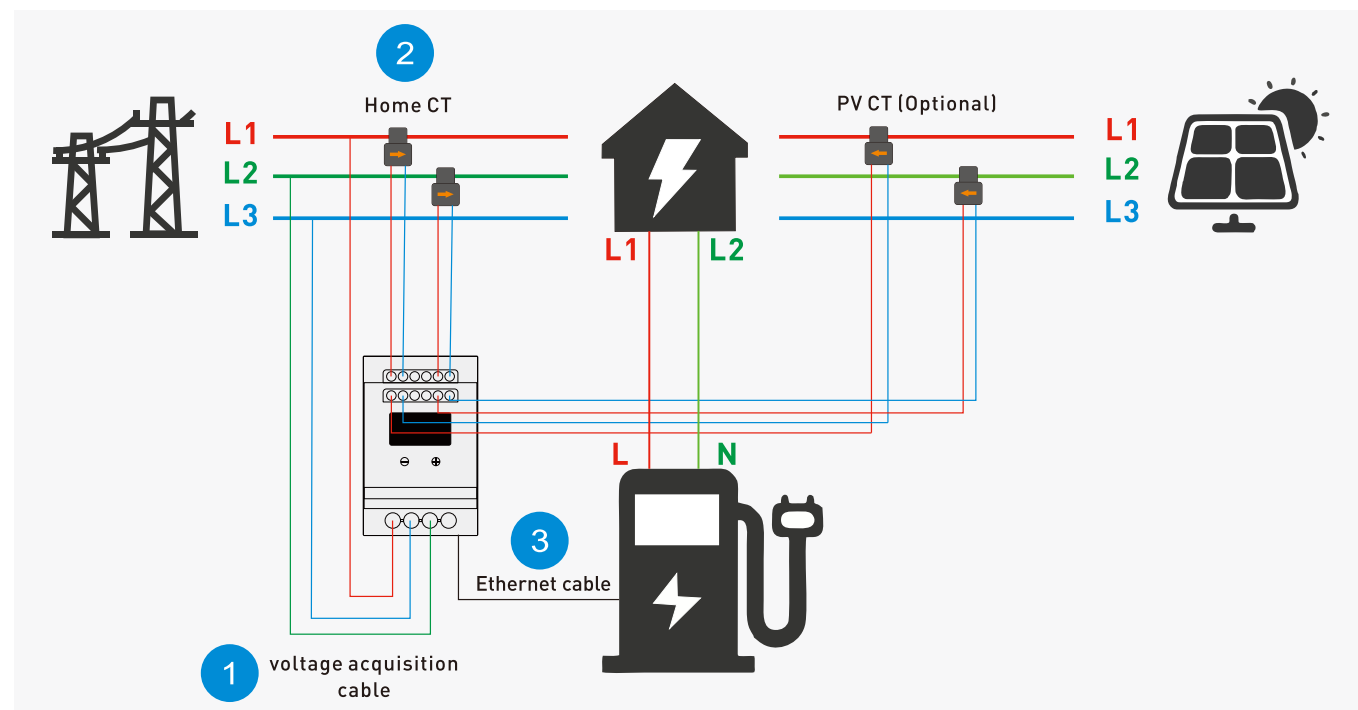 2
Home CT
PV CT (Optional)
L1
L2
L3
L1
L2
L3
L1 L2
L N
3
Ethernet cable
1
voltage acquisition
cable